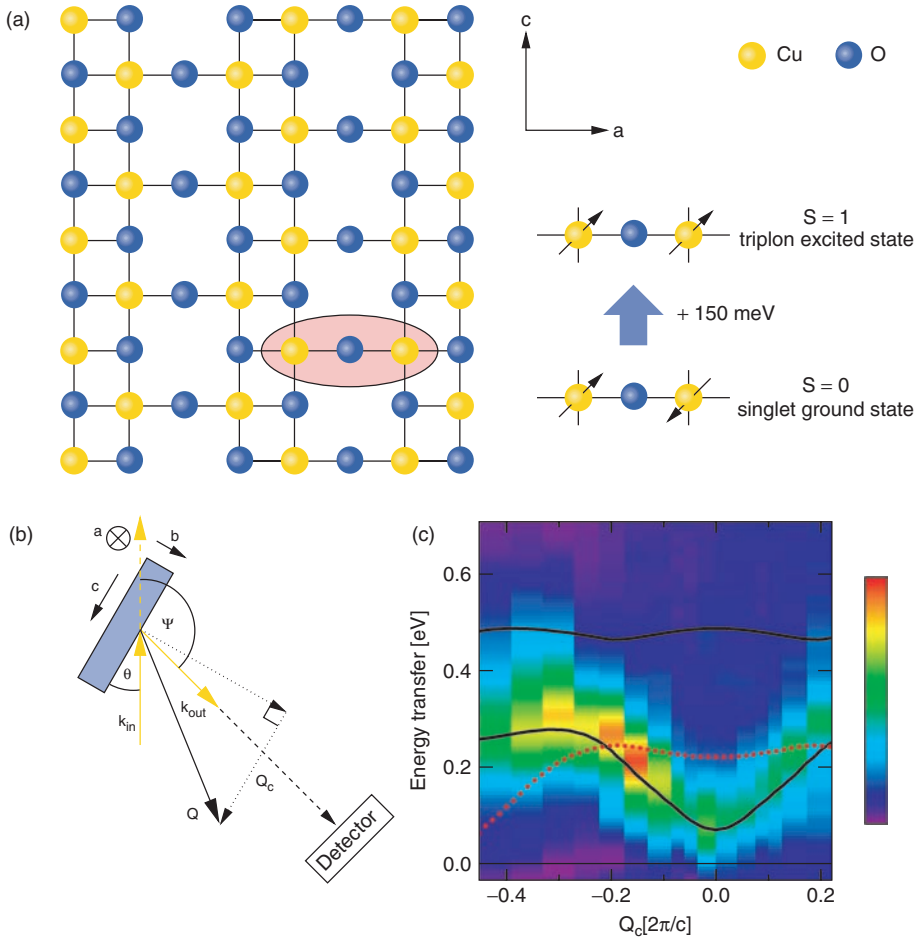 (a)
c
a
Cu
O
S = 1
triplon excited state
+ 150 meV
S = 0
singlet ground state
(b)
a
b
c
Ψ
θ
k_in
k_out
Q
Q_c
Detector
(c)
Energy transfer [eV]
0.6
0.4
0.2
0.0
−0.4
−0.2
0.0
0.2
Q_c[2π/c]